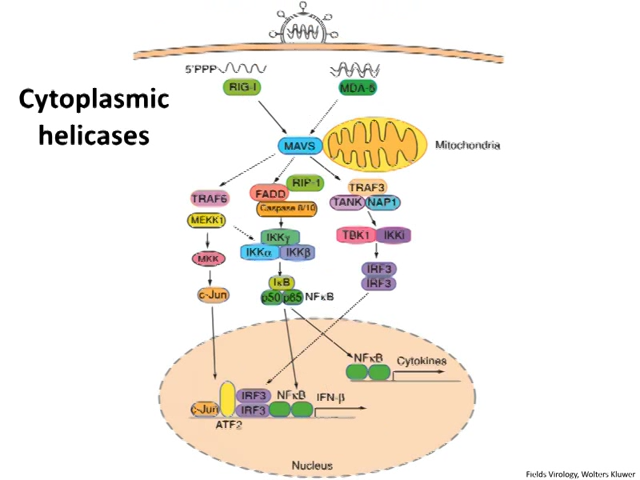 Cytoplasmic
helicases
5'PPP
RIG-I
MDA-5
MAVS
Mitochondria
TRAF6
MEKK1
MKK
c-Jun
FADD
RIP-1
Caspase 8/10
IKKγ
IKKα
IKKβ
IκB
p50
p65
NFκB
TRAF3
TANK
NAP1
TBK1
IKKi
IRF3
IRF3
NFκB
Cytokines
c-Jun
ATF2
IRF3
IRF3
NFκB
IFN-β
Nucleus
Fields Virology, Wolters Kluwer